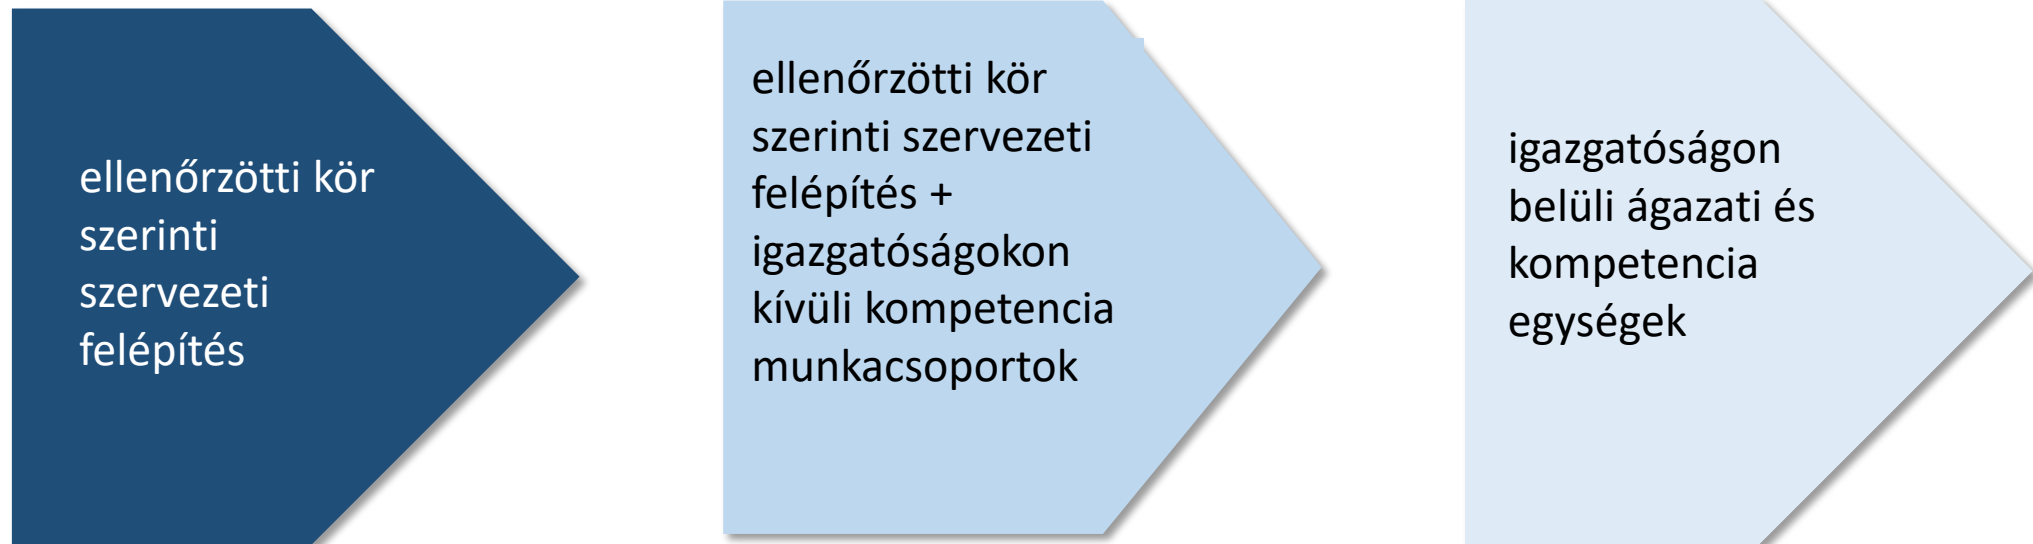 ellenőrzötti kör
szerinti
szervezeti
felépítés
ellenőrzötti kör
szerinti szervezeti
felépítés +
igazgatóságokon
kívüli kompetencia
munkacsoportok
igazgatóságon
belüli ágazati és
kompetencia
egységek